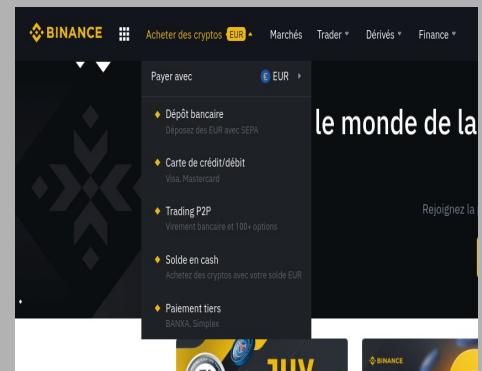 BINANCE
Acheter des cryptos EUR
Marchés
Trader
Dérivés
Finance
Payer avec
EUR
le monde de la
Dépôt bancaire
Déposez des EUR avec SEPA
Carte de crédit/débit
Visa, Mastercard
Trading P2P
Virement bancaire et 100+ options
Rejoignez la
Solde en cash
Achetez des cryptos avec votre solde EUR
Paiement tiers
BANXA, Simplex
BINANCE